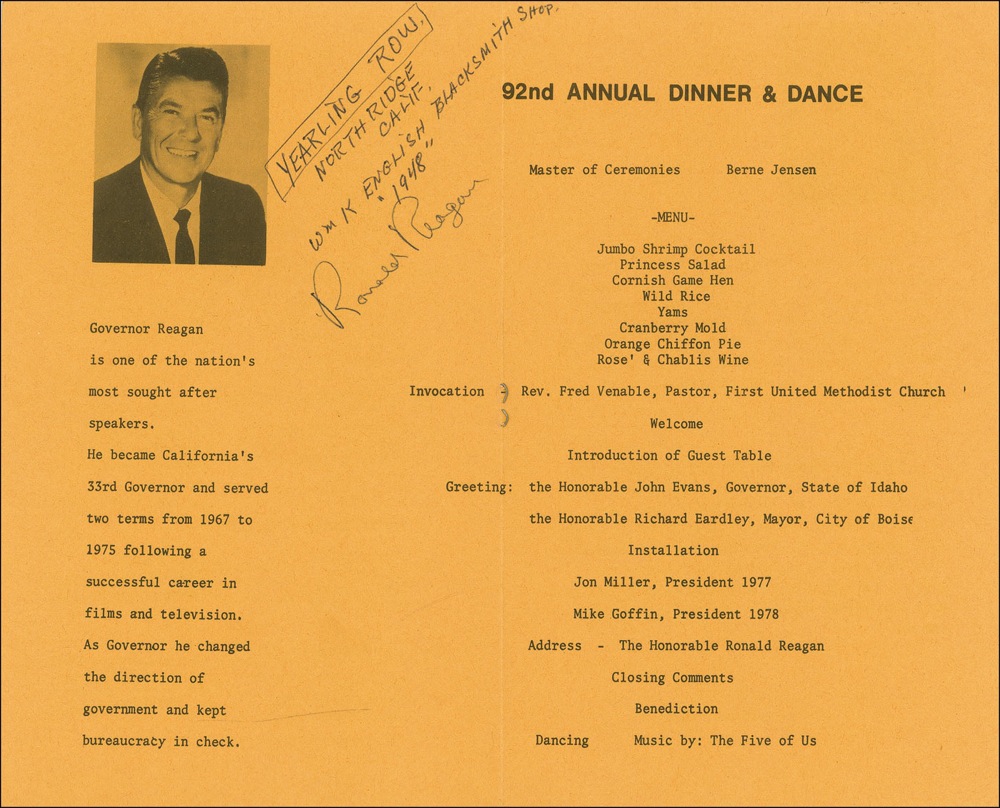 YEARLING ROW.
NORTHRIDGE
CALIF.
WM K ENGLISH, BLACKSMITH SHOP.
"1948"
Ronald Reagan
Governor Reagan
is one of the nation's
most sought after
speakers.
He became California's
33rd Governor and served
two terms from 1967 to
1975 following a
successful career in
films and television.
As Governor he changed
the direction of
government and kept
bureaucracy in check.
92nd ANNUAL DINNER & DANCE
Master of Ceremonies Berne Jensen
-MENU-
Jumbo Shrimp Cocktail
Princess Salad
Cornish Game Hen
Wild Rice
Yams
Cranberry Mold
Orange Chiffon Pie
Rose' & Chablis Wine
Invocation - Rev. Fred Venable, Pastor, First United Methodist Church
Welcome
Introduction of Guest Table
Greeting: the Honorable John Evans, Governor, State of Idaho
the Honorable Richard Eardley, Mayor, City of Boise
Installation
Jon Miller, President 1977
Mike Goffin, President 1978
Address - The Honorable Ronald Reagan
Closing Comments
Benediction
Dancing Music by: The Five of Us